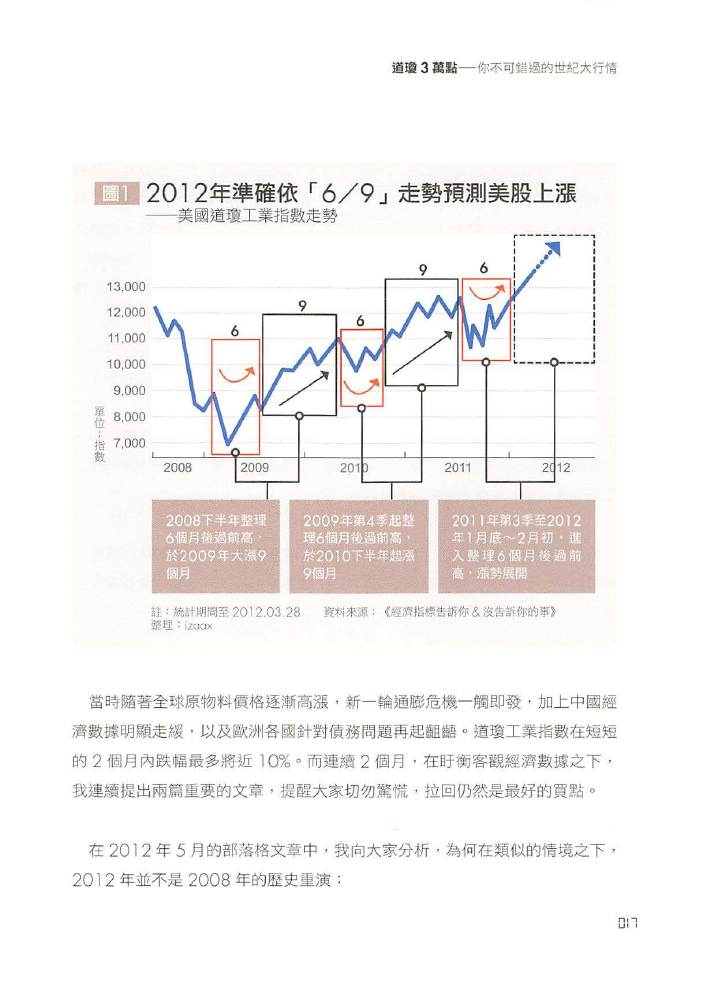 道瓊3萬點──你不可錯過的世紀大行情
圖1 2012年準確依「6/9」走勢預測美股上漲
──美國道瓊工業指數走勢
13,000
12,000
11,000
10,000
9,000
8,000
7,000
單位：指數
6
9
6
9
6
2008
2009
2010
2011
2012
2008下半年整理
6個月後過前高，
於2009年大漲9
個月
2009年第4季起整
理6個月後過前高，
於2010下半年起漲
9個月
2011年第3季至2012
年1月底～2月初，進
入整理6個月後過前
高，漲勢展開
註：統計期間至 2012.03.28 資料來源：《經濟指標告訴你&沒告訴你的事》
整理：izaax
當時隨著全球原物料價格逐漸高漲，新一輪通膨危機一觸即發，加上中國經
濟數據明顯走緩，以及歐洲各國針對債務問題再起齟齬。道瓊工業指數在短短
的 2 個月內跌幅最多將近 10%。而連續 2 個月，在盱衡客觀經濟數據之下，
我連續提出兩篇重要的文章，提醒大家切勿驚慌，拉回仍然是最好的買點。
在 2012 年 5 月的部落格文章中，我向大家分析，為何在類似的情境之下，
2012 年並不是 2008 年的歷史重演：
017